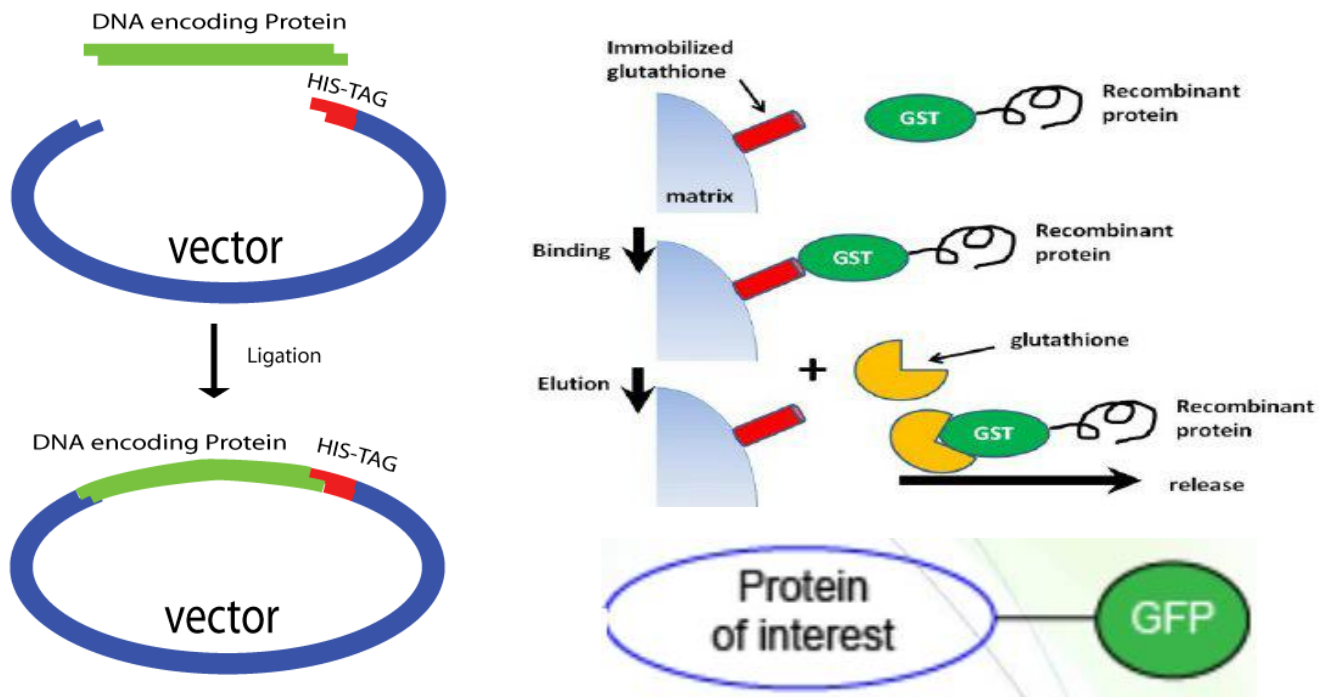 DNA encoding Protein
HIS-TAG
vector
Ligation
DNA encoding Protein
HIS-TAG
vector
Immobilized
glutathione
GST
Recombinant
protein
matrix
Binding
GST
Recombinant
protein
+
glutathione
Elution
GST
Recombinant
protein
release
Protein
of interest
GFP